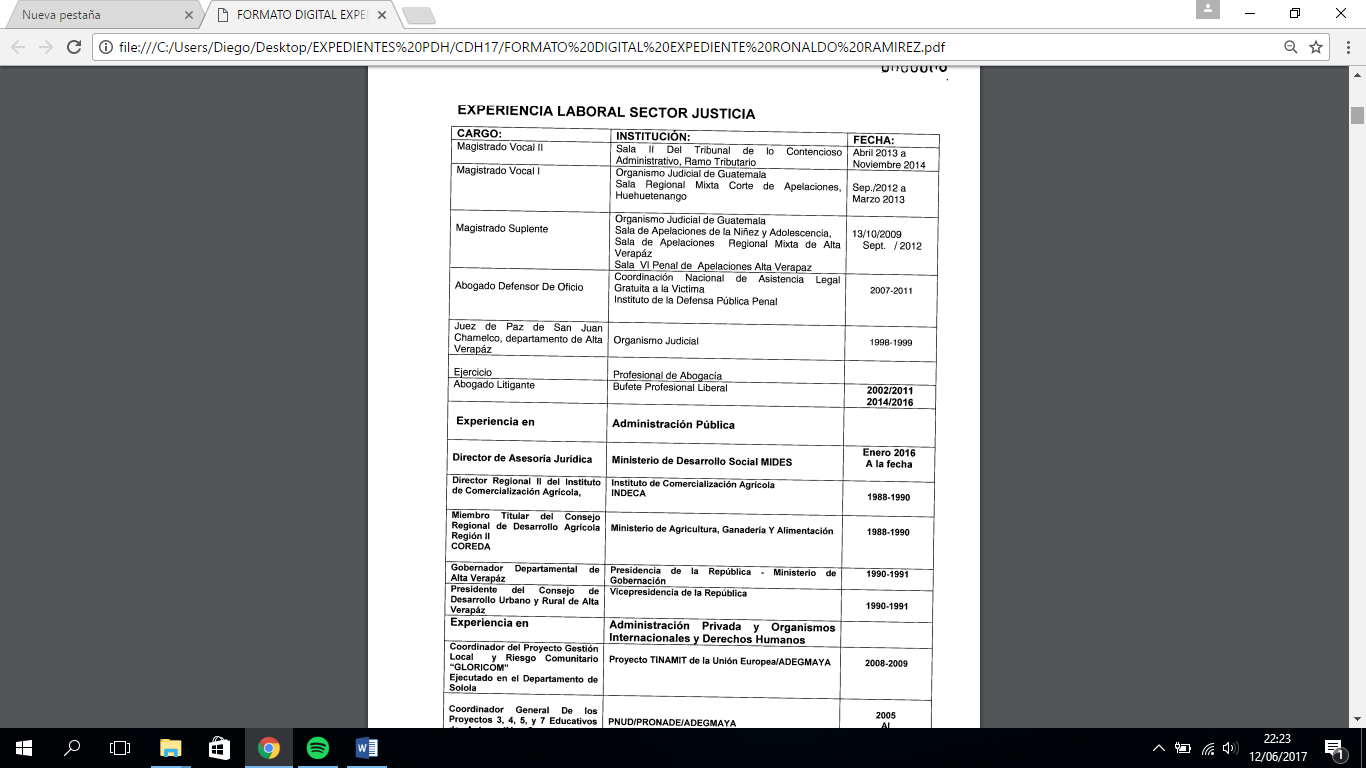 Nueva pestaña
FORMATO DIGITAL EXPE
file:///C:/Users/Diego/Desktop/EXPEDIENTES%20PDH/CDH17/FORMATO%20DIGITAL%20EXPEDIENTE%20RONALDO%20RAMIREZ.pdf
EXPERIENCIA LABORAL SECTOR JUSTICIA
CARGO: INSTITUCIÓN: FECHA:
Magistrado Vocal II
Sala II Del Tribunal de lo Contencioso
Administrativo, Ramo Tributario
Abril 2013 a
Noviembre 2014
Magistrado Vocal I
Organismo Judicial de Guatemala
Sala Regional Mixta Corte de Apelaciones,
Huehuetenango
Sep./2012 a
Marzo 2013
Magistrado Suplente
Organismo Judicial de Guatemala
Sala de Apelaciones de la Niñez y Adolescencia,
Sala de Apelaciones Regional Mixta de Alta
Verapáz
Sala VI Penal de Apelaciones Alta Verapaz
13/10/2009
Sept. / 2012
Abogado Defensor De Oficio
Coordinación Nacional de Asistencia Legal
Gratuita a la Victima
Instituto de la Defensa Pública Penal
2007-2011
Juez de Paz de San Juan
Chamelco, departamento de Alta
Verapáz
Organismo Judicial
1998-1999
Ejercicio Profesional de Abogacía
Abogado Litigante
Bufete Profesional Liberal
2002/2011
2014/2016
Experiencia en Administración Pública
Director de Asesoría Jurídica
Ministerio de Desarrollo Social MIDES
Enero 2016
A la fecha
Director Regional II del Instituto
de Comercialización Agrícola,
Instituto de Comercialización Agrícola
INDECA
1988-1990
Miembro Titular del Consejo
Regional de Desarrollo Agrícola
Región II
COREDA
Ministerio de Agricultura, Ganadería Y Alimentación
1988-1990
Gobernador Departamental de
Alta Verapáz
Presidencia de la República - Ministerio de
Gobernación
1990-1991
Presidente del Consejo de
Desarrollo Urbano y Rural de Alta
Verapáz
Vicepresidencia de la República
1990-1991
Experiencia en
Administración Privada y Organismos
Internacionales y Derechos Humanos
Coordinador del Proyecto Gestión
Local y Riesgo Comunitario
“GLORICOM”
Ejecutado en el Departamento de
Solola
Proyecto TINAMIT de la Unión Europea/ADEGMAYA
2008-2009
Coordinador General De los
Proyectos 3, 4, 5, y 7 Educativos
PNUD/PRONADE/ADEGMAYA
2005
Al
22:23
12/06/2017
1